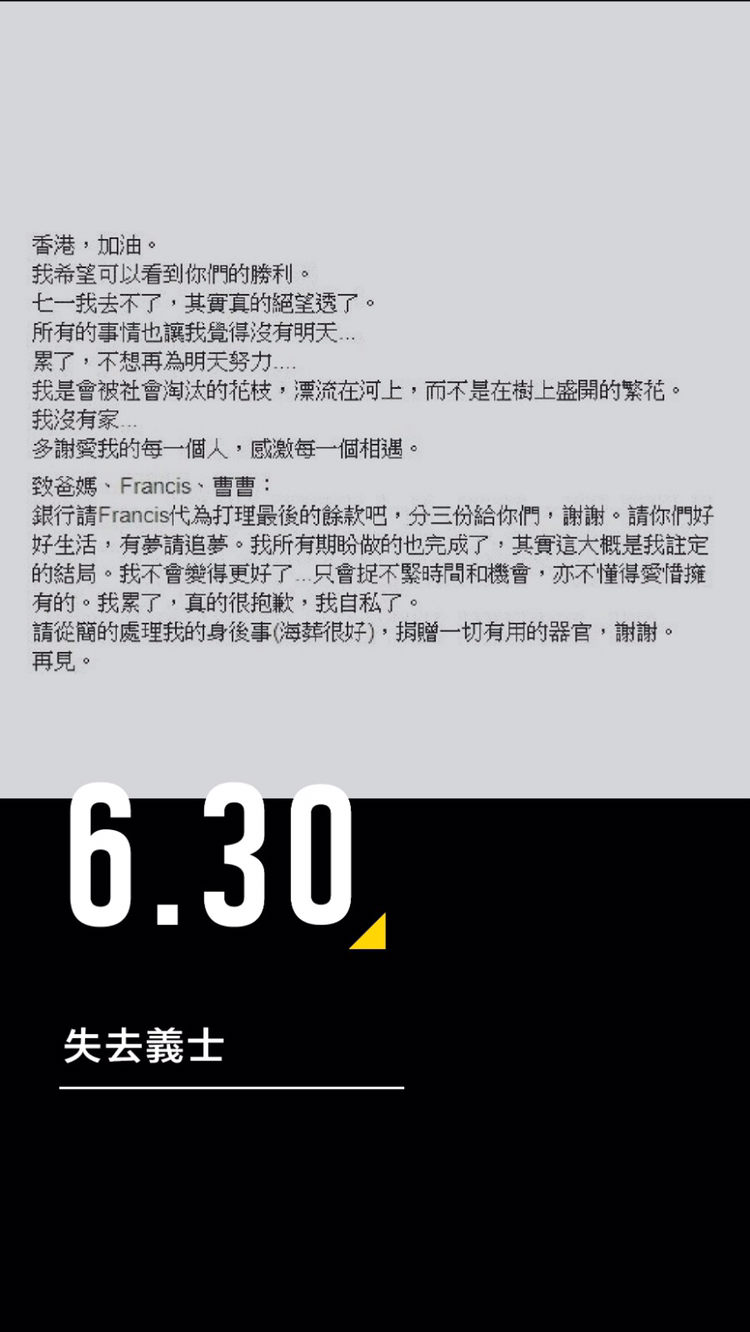 香港，加油。
我希望可以看到你們的勝利。
七一我去不了，其實真的絕望透了。
所有的事情也讓我覺得沒有明天...
累了，不想再為明天努力....
我是會被社會淘汰的花枝，漂流在河上，而不是在樹上盛開的繁花。
我沒有家...
多謝愛我的每一個人，感激每一個相遇。
致爸媽、Francis、曹曹：
銀行請Francis代為打理最後的餘款吧，分三份給你們，謝謝。請你們好
好生活，有夢請追夢。我所有期盼做的也完成了，其實這大概是我註定
的結局。我不會變得更好了...只會捉不緊時間和機會，亦不懂得愛惜擁
有的。我累了，真的很抱歉，我自私了。
請從簡的處理我的身後事(海葬很好)，捐贈一切有用的器官，謝謝。
再見。
6.30
失去義士